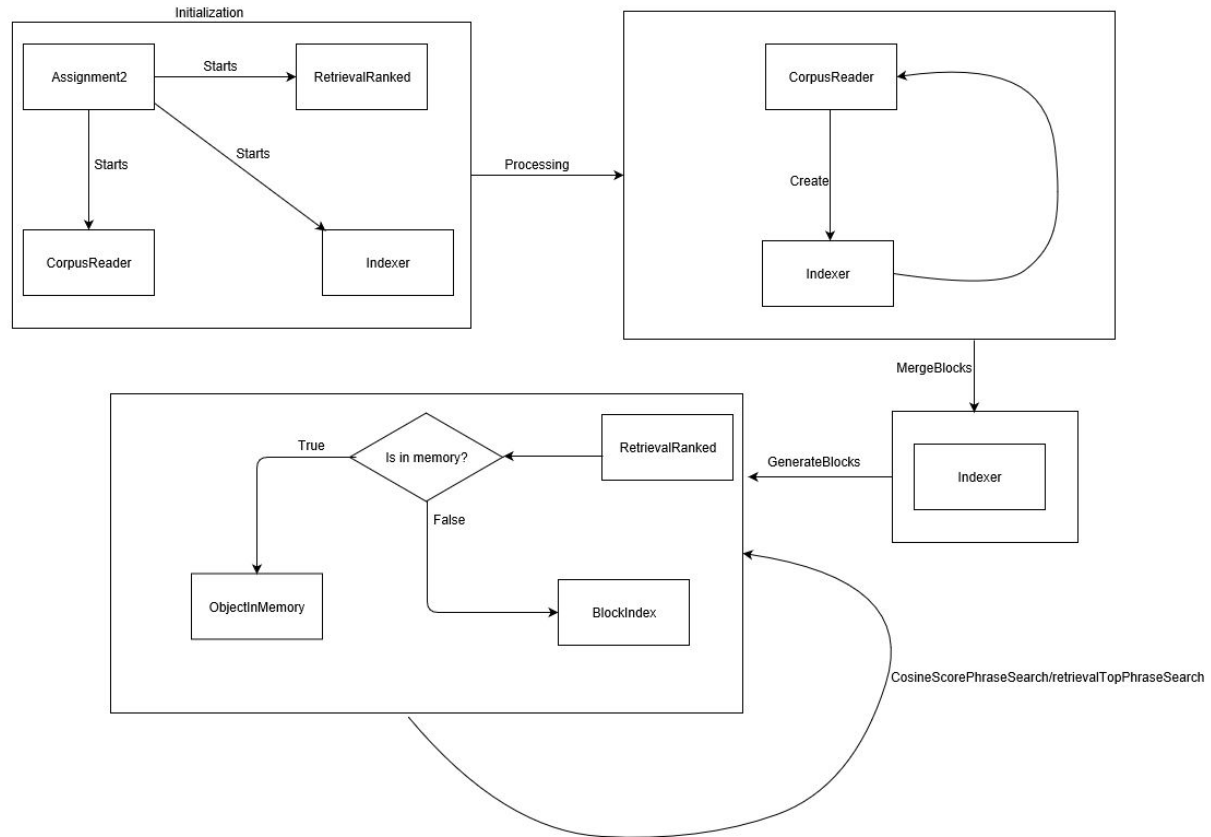 Initialization
Assignment2
Starts
RetrievalRanked
Starts
Starts
CorpusReader
Indexer
Processing
CorpusReader
Create
Indexer
MergeBlocks
Indexer
GenerateBlocks
RetrievalRanked
Is in memory?
True
False
ObjectInMemory
BlockIndex
CosineScorePhraseSearch/retrievalTopPhraseSearch